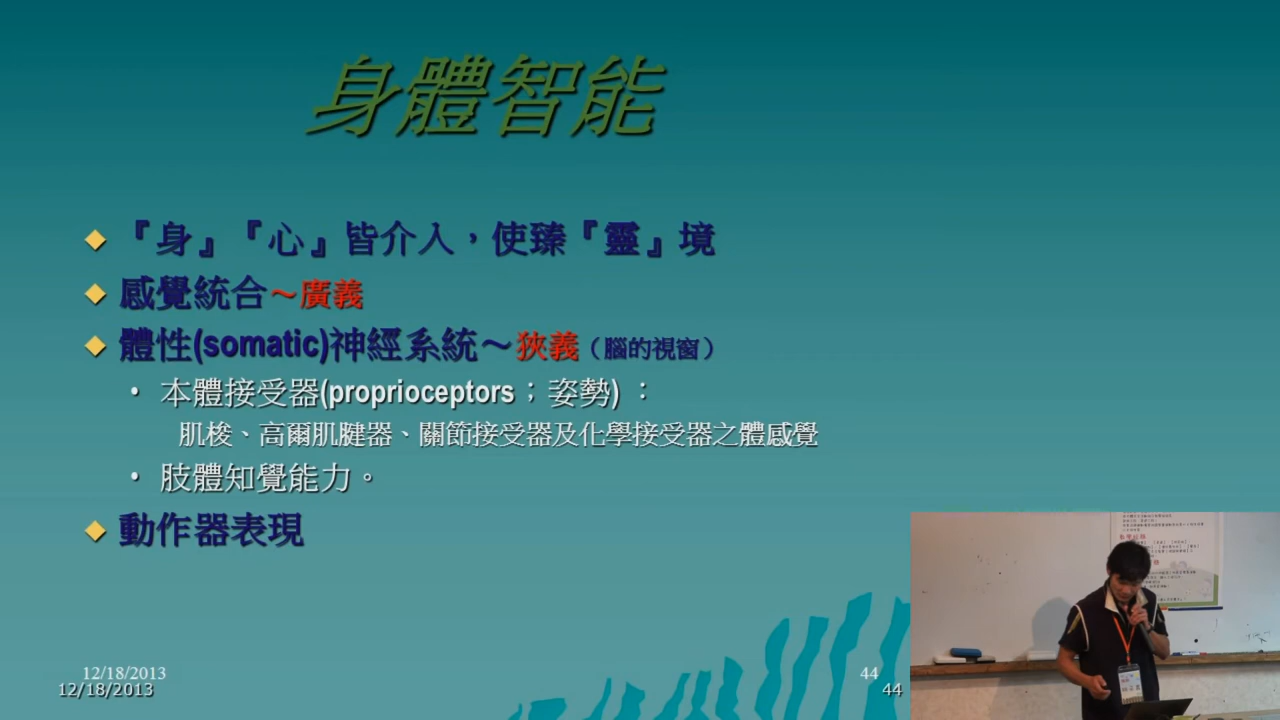 身體智能
『身』『心』皆介入，使臻『靈』境
感覺統合～廣義
體性(somatic)神經系統～狹義（腦的視窗）
本體接受器(proprioceptors；姿勢)：
肌梭、高爾肌腱器、關節接受器及化學接受器之體感覺
肢體知覺能力。
動作器表現
12/18/2013
12/18/2013
44
44